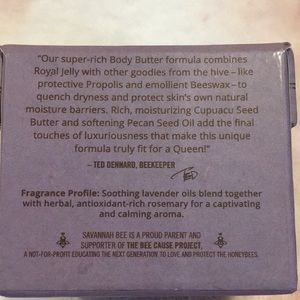 "Our super-rich Body Butter formula combines
Royal Jelly with other goodies from the hive – like
protective Propolis and emollient Beeswax – to
quench dryness and protect skin's own natural
moisture barriers. Rich, moisturizing Cupuacu Seed
Butter and softening Pecan Seed Oil add the final
touches of luxuriousness that make this unique
formula truly fit for a Queen!"
– TED DENNARD, BEEKEEPER
TED
Fragrance Profile: Soothing lavender oils blend together
with herbal, antioxidant-rich rosemary for a captivating
and calming aroma.
SAVANNAH BEE IS A PROUD PARENT AND
SUPPORTER OF THE BEE CAUSE PROJECT,
A NOT-FOR-PROFIT EDUCATING THE NEXT GENERATION TO LOVE AND PROTECT THE HONEYBEES.